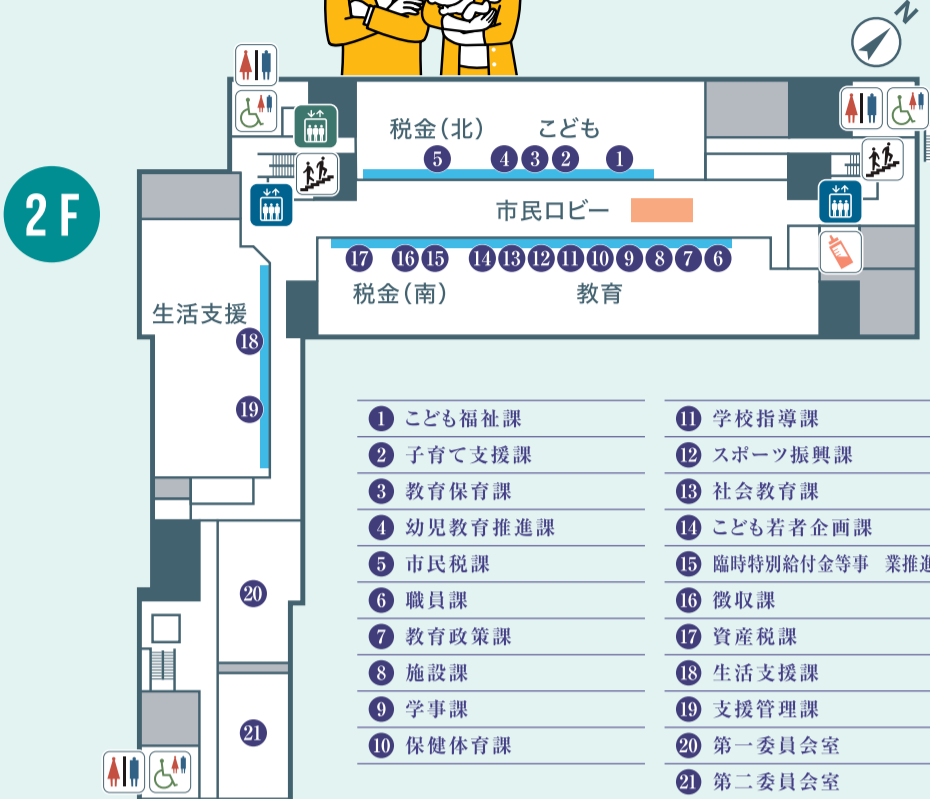 N
2F
税金(北) こども
5 4 3 2 1
市民ロビー
17 16 15 14 13 12 11 10 9 8 7 6
税金(南) 教育
生活支援
18
19
20
21
1 こども福祉課
2 子育て支援課
3 教育保育課
4 幼児教育推進課
5 市民税課
6 職員課
7 教育政策課
8 施設課
9 学事課
10 保健体育課
11 学校指導課
12 スポーツ振興課
13 社会教育課
14 こども若者企画課
15 臨時特別給付金等事 業推進
16 徴収課
17 資産税課
18 生活支援課
19 支援管理課
20 第一委員会室
21 第二委員会室